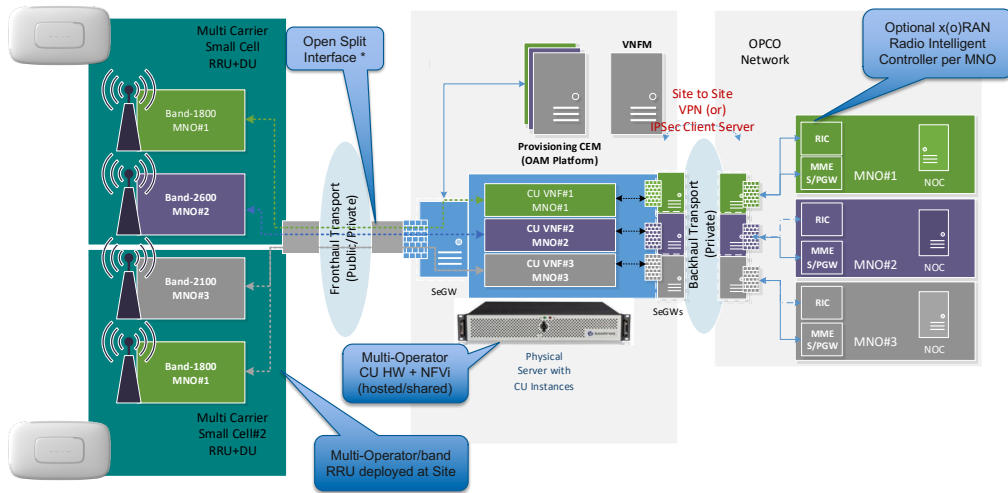 Multi Carrier
Small Cell
RRU+DU
Band-1800
MNO#1
Band-2600
MNO#2
Band-2100
MNO#3
Band-1800
MNO#1
Multi Carrier
Small Cell#2
RRU+DU
Open Split
Interface *
Fronthaul Transport
(Public/Private)
Multi-Operator
CU HW + NFVi
(hosted/shared)
Multi-Operator/band
RRU deployed at Site
VNFM
Provisioning CEM
(OAM Platform)
CU VNF#1
MNO#1
CU VNF#2
MNO#2
CU VNF#3
MNO#3
SeGW
SeGWs
Physical
Server with
CU Instances
Site to Site
VPN (or)
IPSec Client Server
Backhaul Transport
(Private)
OPCO
Network
Optional x(o)RAN
Radio Intelligent
Controller per MNO
RIC
MME
S/PGW
MNO#1
NOC
RIC
MME
S/PGW
MNO#2
NOC
RIC
MME
S/PGW
MNO#3
NOC